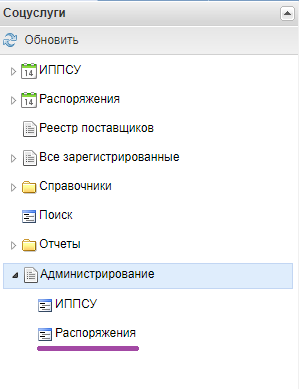 Соцуслуги
Обновить
ИППСУ
Распоряжения
Реестр поставщиков
Все зарегистрированные
Справочники
Поиск
Отчеты
Администрирование
ИППСУ
Распоряжения